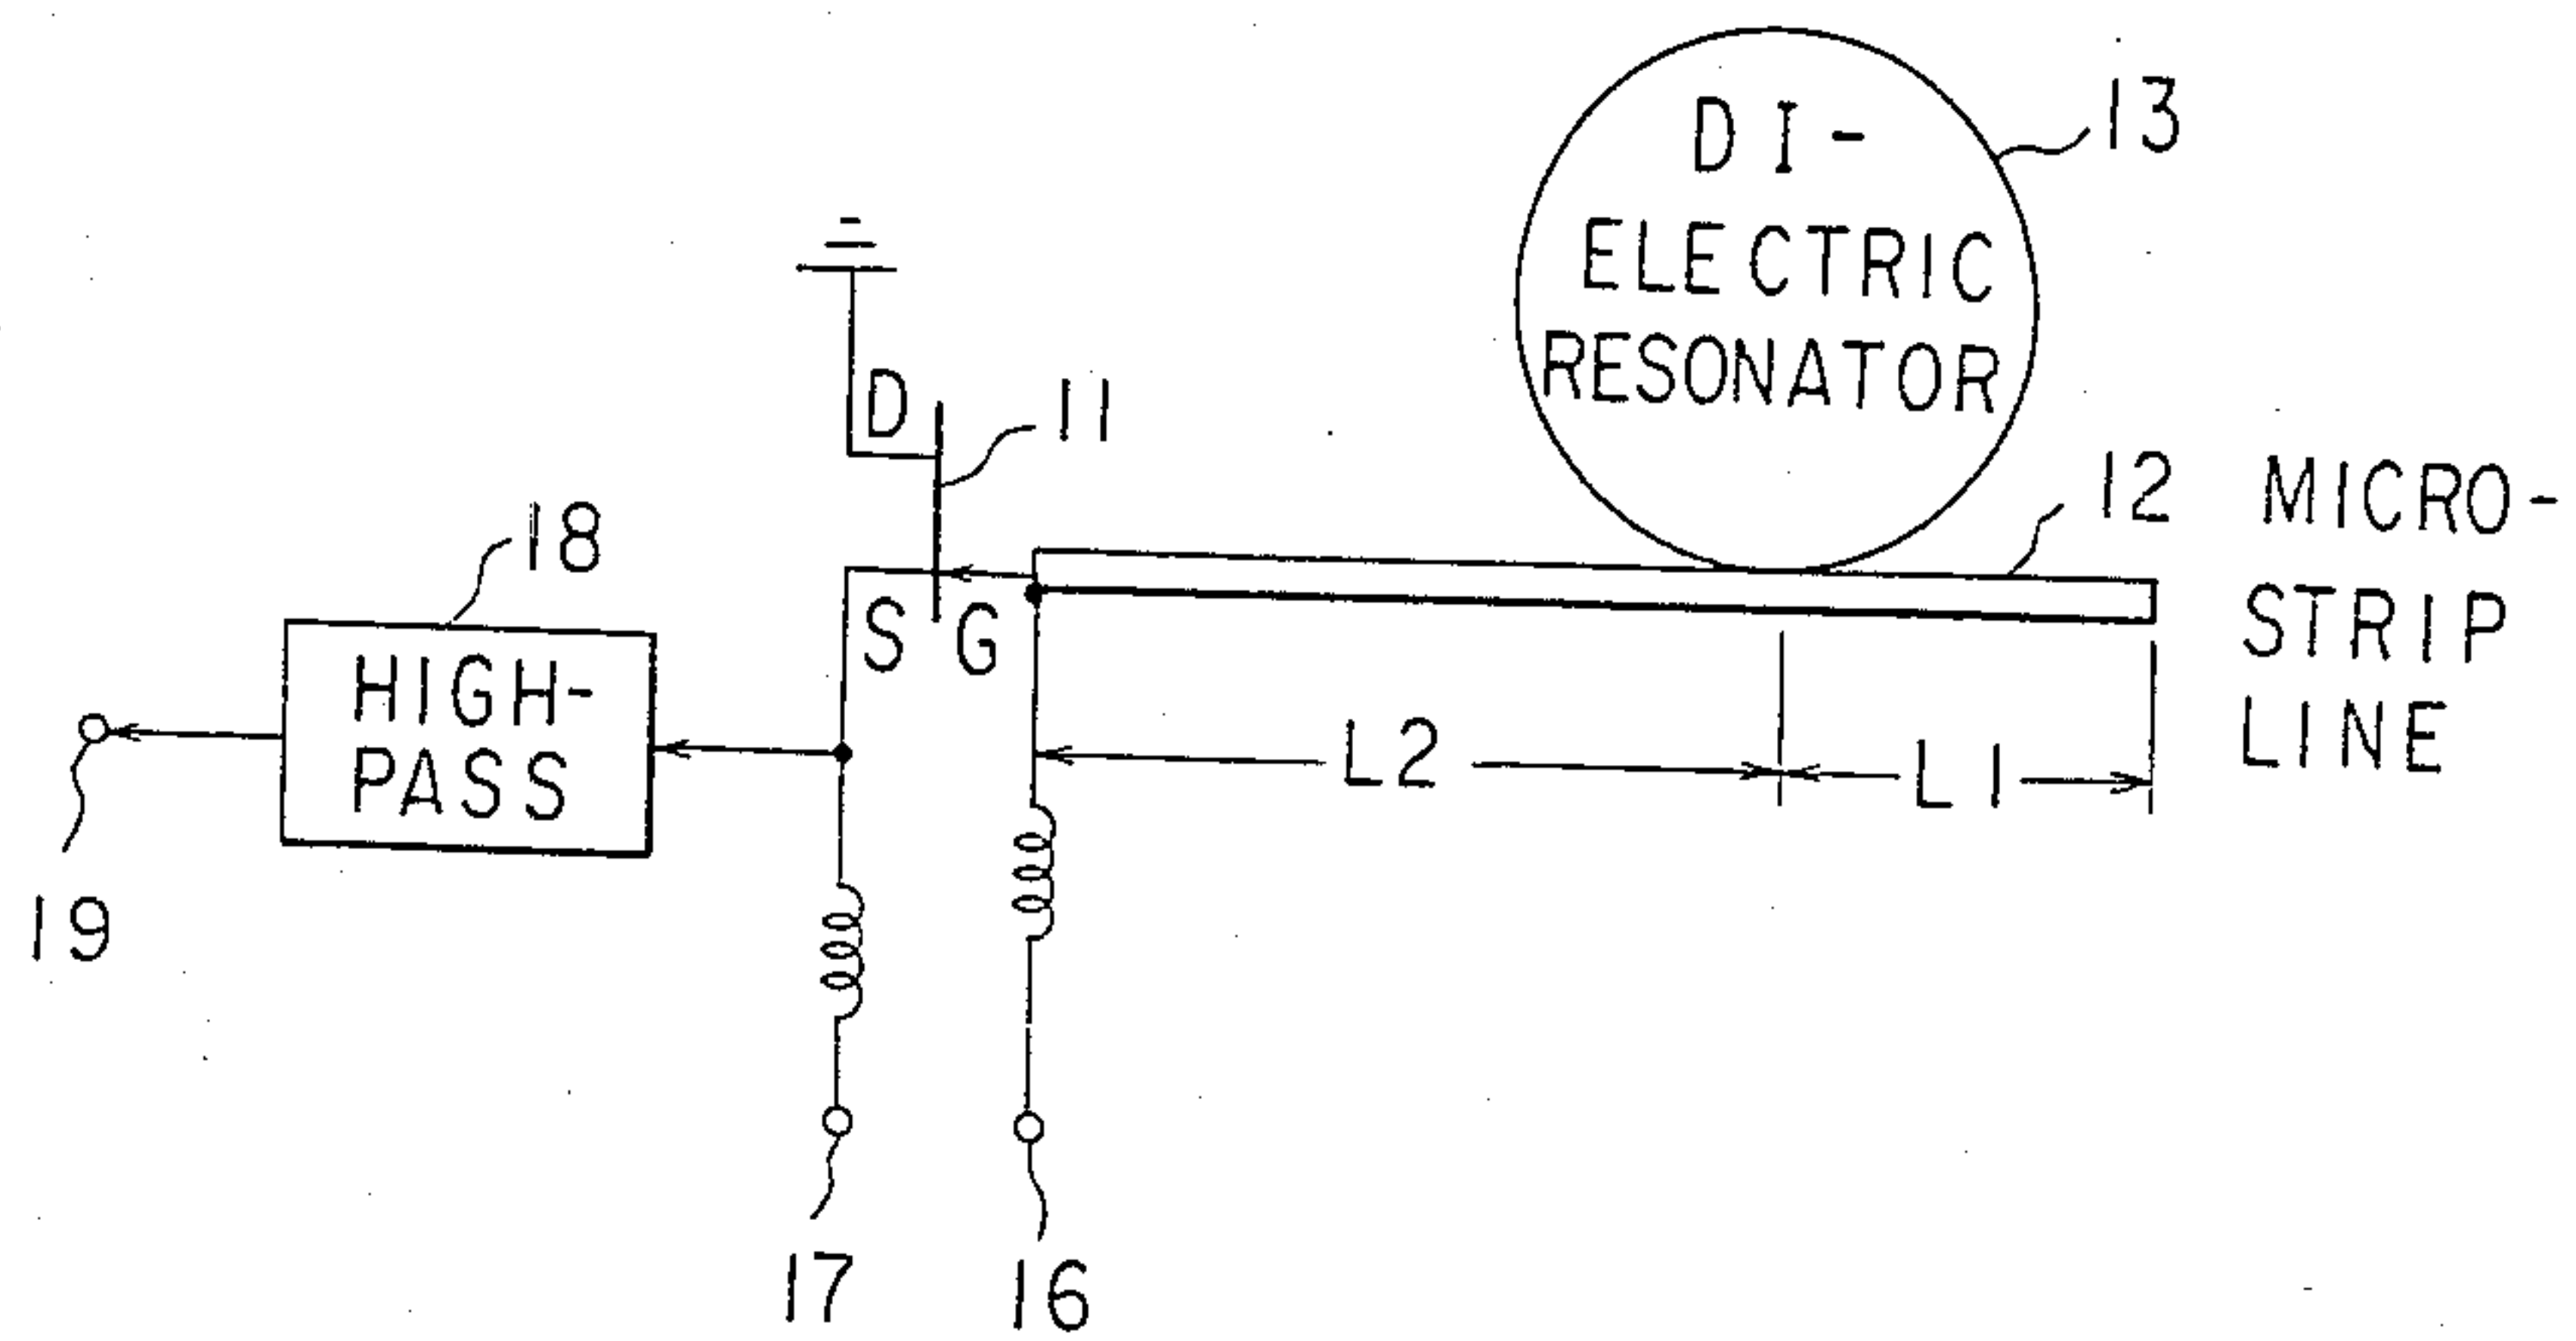 DI-
ELECTRIC
RESONATOR
13
D
11
12
MICRO-
STRIP
LINE
18
S
G
HIGH-
PASS
L2
L1
19
17
16